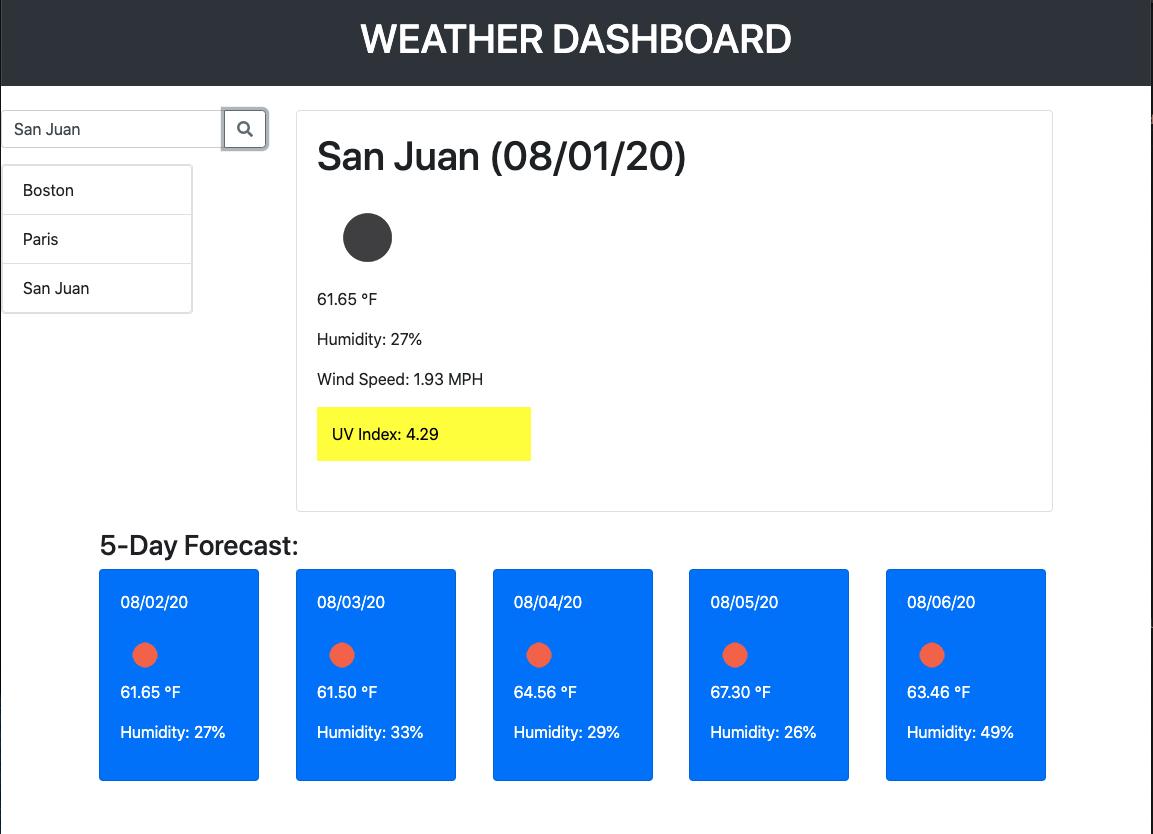 WEATHER DASHBOARD
San Juan
Boston
Paris
San Juan
San Juan (08/01/20)
61.65 °F
Humidity: 27%
Wind Speed: 1.93 MPH
UV Index: 4.29
5-Day Forecast:
08/02/20
61.65 °F
Humidity: 27%
08/03/20
61.50 °F
Humidity: 33%
08/04/20
64.56 °F
Humidity: 29%
08/05/20
67.30 °F
Humidity: 26%
08/06/20
63.46 °F
Humidity: 49%